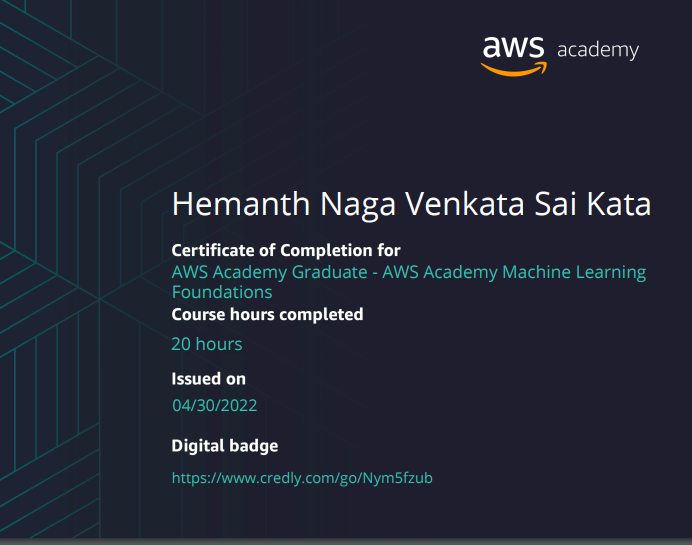 aws academy
Hemanth Naga Venkata Sai Kata
Certificate of Completion for
AWS Academy Graduate - AWS Academy Machine Learning
Foundations
Course hours completed
20 hours
Issued on
04/30/2022
Digital badge
https://www.credly.com/go/Nym5fzub